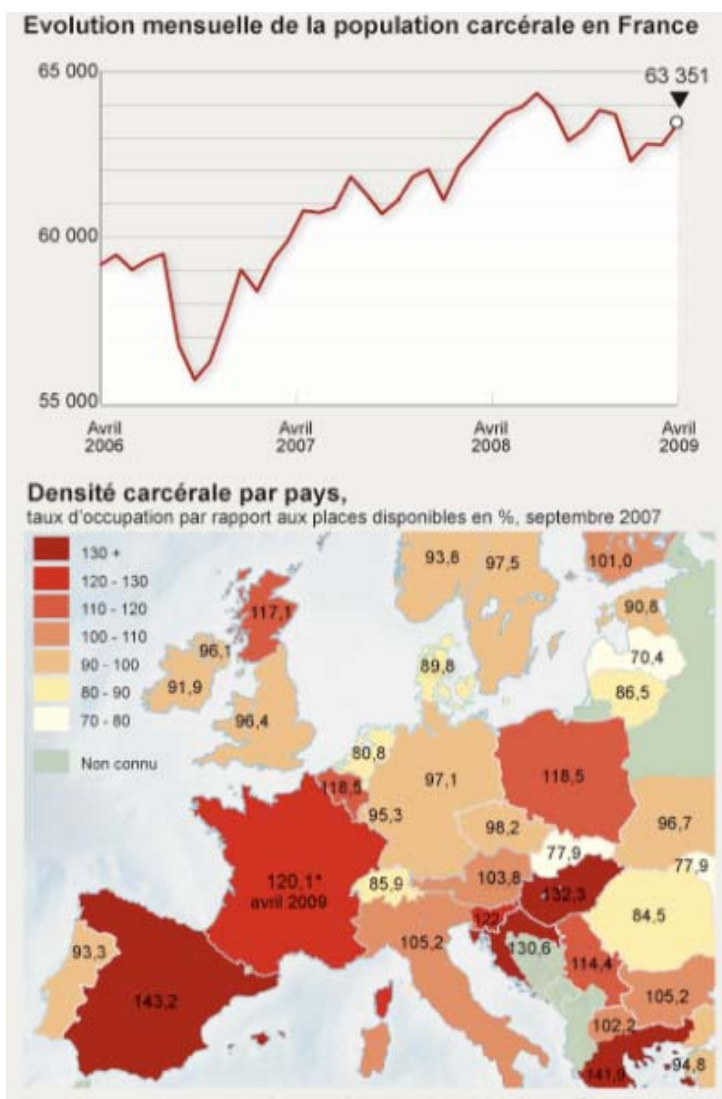 Evolution mensuelle de la population carcérale en France
65 000
63 351
60 000
55 000
Avril
2006
Avril
2007
Avril
2008
Avril
2009
Densité carcérale par pays,
taux d'occupation par rapport aux places disponibles en %, septembre 2007
130 +
120 - 130
110 - 120
100 - 110
90 - 100
80 - 90
70 - 80
Non connu
93,8
97,5
101,0
117,1
90,8
96,1
70,4
91,9
89,8
86,5
96,4
80,8
97,1
118,5
118,5
95,3
98,2
96,7
77,9
77,9
120,1*
avril 2009
85,9
103,8
132,3
84,5
122
105,2
130,6
114,4
93,3
143,2
105,2
102,2
141,9
94,8